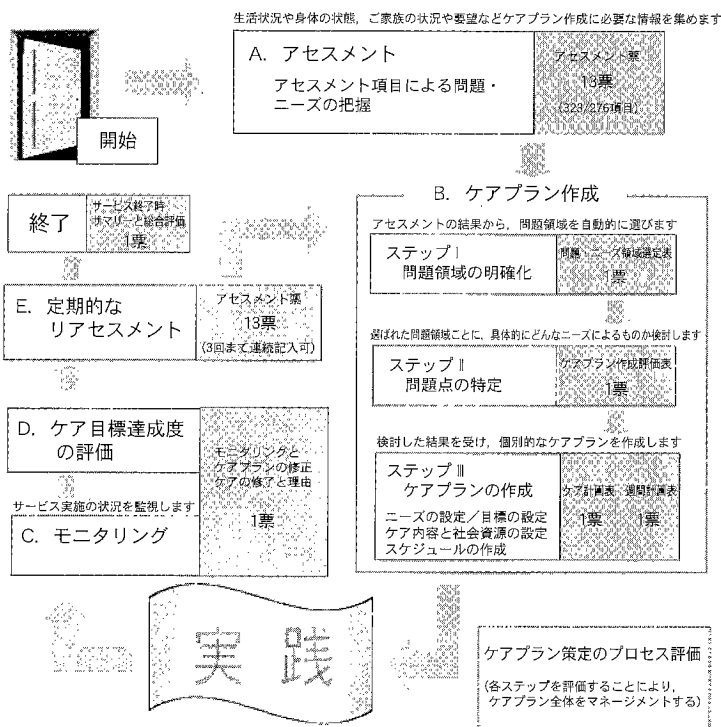 生活状況や身体の状態，ご家族の状況や要望などケアプラン作成に必要な情報を集めます
A. アセスメント
アセスメント項目による問題・
ニーズの把握
アセスメント票
13票
(323/276項目)
開始
B. ケアプラン作成
アセスメントの結果から，問題領域を自動的に選びます
ステップⅠ
問題領域の明確化
問題・ニーズ領域選定表
1票
選ばれた問題領域ごとに，具体的にどんなニーズによるものか検討します
ステップⅡ
問題点の特定
ケアプラン作成評価表
1票
検討した結果を受け，個別的なケアプランを作成します
ステップⅢ
ケアプランの作成
ニーズの設定／目標の設定
ケア内容と社会資源の設定
スケジュールの作成
ケア計画表 週間計画表
1票 1票
終了
サービス終了時
サマリーと総合評価
1票
E. 定期的な
リアセスメント
アセスメント票
13票
(3回まで連続記入可)
D. ケア目標達成度
の評価
モニタリングと
ケアプランの修正
ケアの修了と理由
1票
サービス実施の状況を監視します
C. モニタリング
実践
ケアプラン策定のプロセス評価
(各ステップを評価することにより，
ケアプラン全体をマネージメントする)